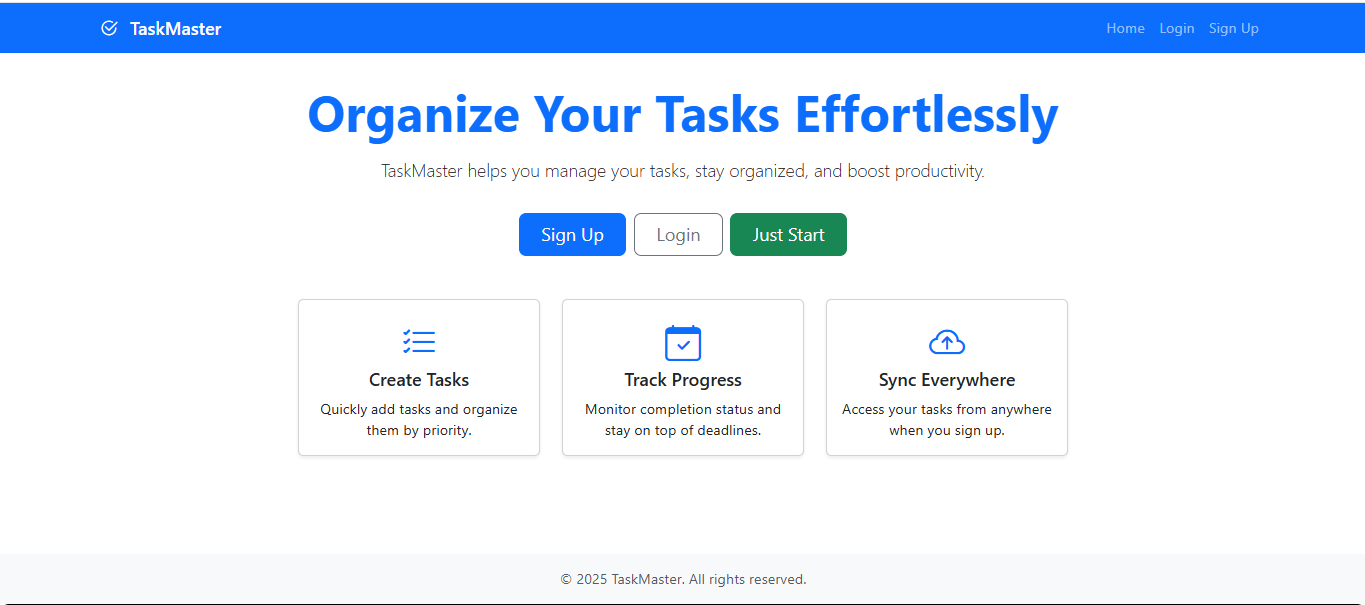 TaskMaster
Home Login Sign Up
Organize Your Tasks Effortlessly
TaskMaster helps you manage your tasks, stay organized, and boost productivity.
Sign Up
Login
Just Start
Create Tasks
Quickly add tasks and organize
them by priority.
Track Progress
Monitor completion status and
stay on top of deadlines.
Sync Everywhere
Access your tasks from anywhere
when you sign up.
© 2025 TaskMaster. All rights reserved.